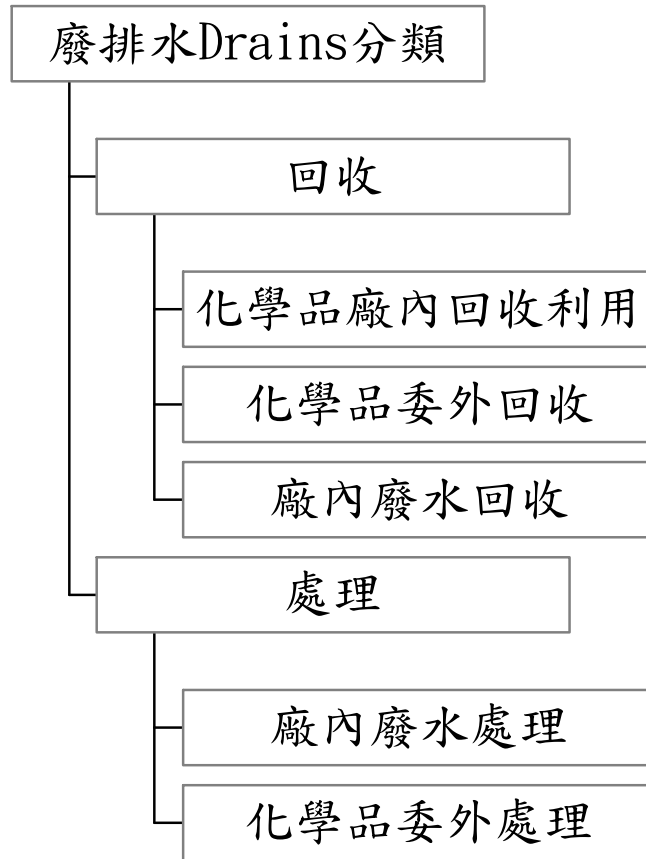 廢排水Drains分類
回收
化學品廠內回收利用
化學品委外回收
廠內廢水回收
處理
廠內廢水處理
化學品委外處理